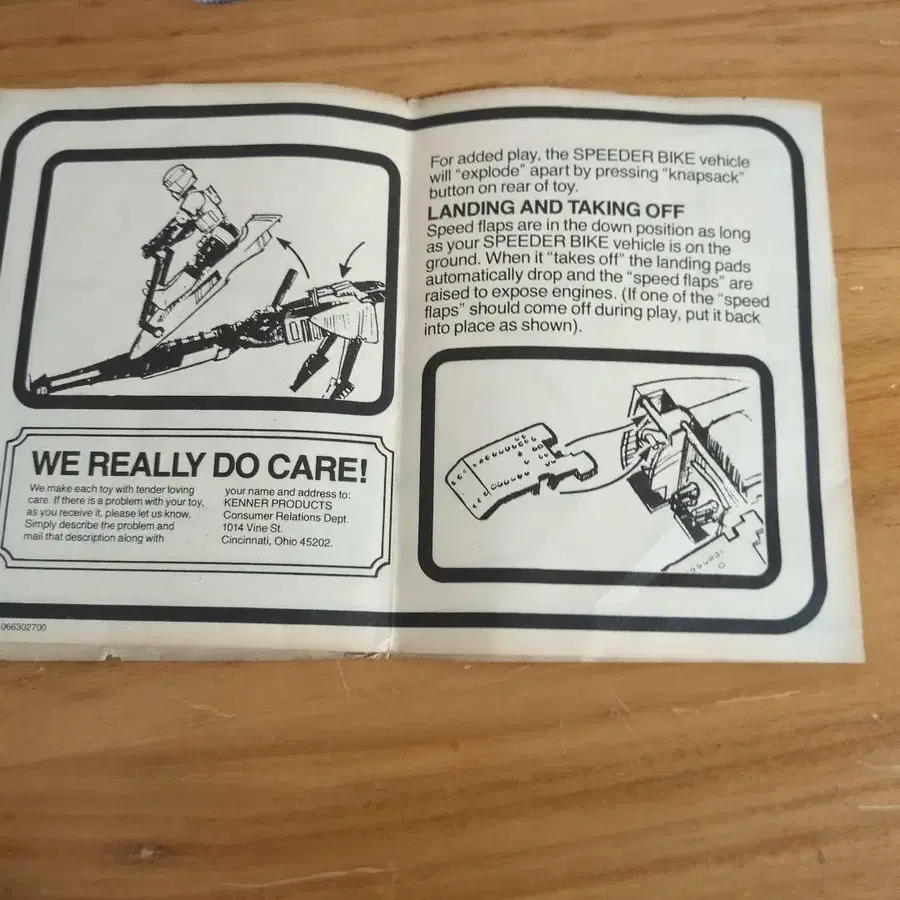 WE REALLY DO CARE!
We make each toy with tender loving
care. If there is a problem with your toy,
as you receive it, please let us know.
Simply describe the problem and
mail that description along with
your name and address to:
KENNER PRODUCTS
Consumer Relations Dept.
1014 Vine St.
Cincinnati, Ohio 45202.
066302700
For added play, the SPEEDER BIKE vehicle
will "explode" apart by pressing "knapsack"
button on rear of toy.
LANDING AND TAKING OFF
Speed flaps are in the down position as long
as your SPEEDER BIKE vehicle is on the
ground. When it "takes off" the landing pads
automatically drop and the "speed flaps" are
raised to expose engines. (If one of the "speed
flaps" should come off during play, put it back
into place as shown).